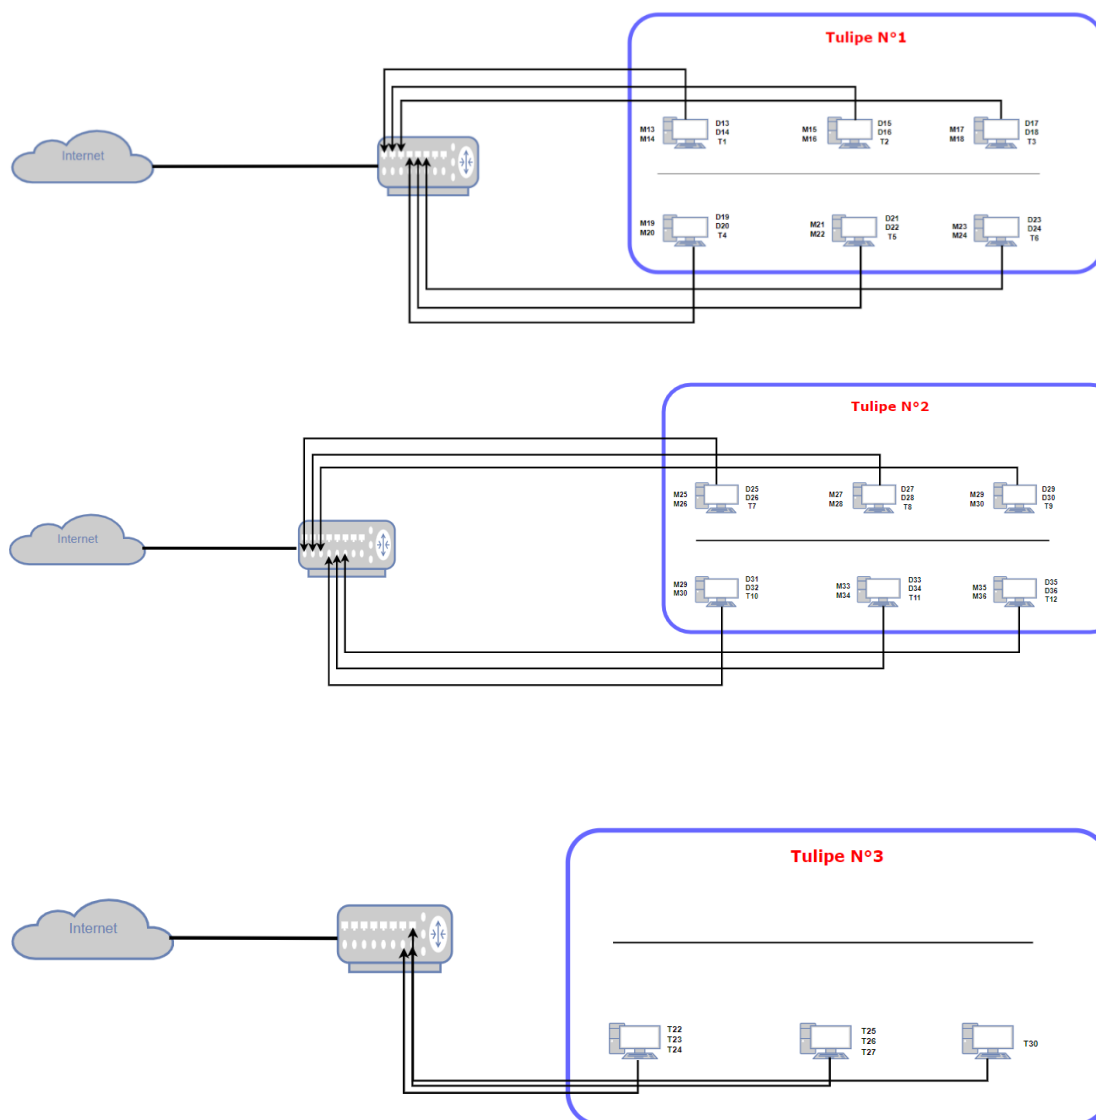 Tulipe N°1
Internet
M13
M14
D13
D14
T1
M15
M16
D15
D16
T2
M17
M18
D17
D18
T3
M19
M20
D19
D20
T4
M21
M22
D21
D22
T5
M23
M24
D23
D24
T6
Tulipe N°2
Internet
M25
M26
D25
D26
T7
M27
M28
D27
D28
T8
M29
M30
D29
D30
T9
M29
M30
D31
D32
T10
M33
M34
D33
D34
T11
M35
M36
D35
D36
T12
Tulipe N°3
Internet
T22
T23
T24
T25
T26
T27
T30